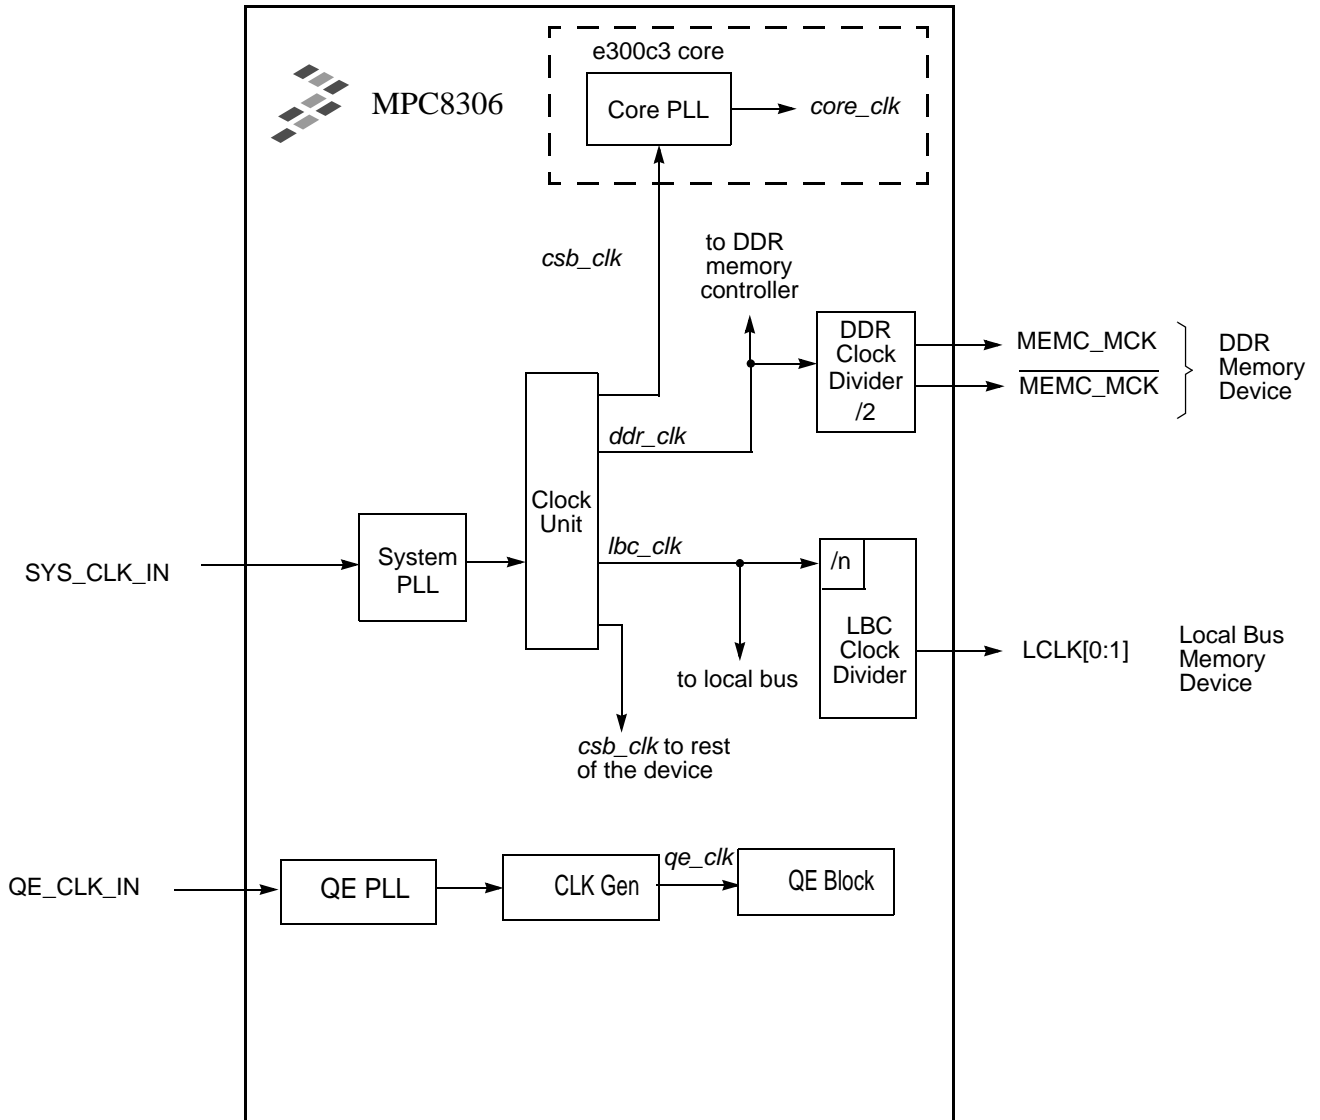 e300c3 core
MPC8306
Core PLL
core_clk
csb_clk
to DDR
memory
controller
DDR
Clock
Divider
/2
MEMC_MCK
MEMC_MCK
DDR
Memory
Device
ddr_clk
Clock
Unit
System
PLL
SYS_CLK_IN
lbc_clk
/n
LBC
Clock
Divider
LCLK[0:1]
Local Bus
Memory
Device
to local bus
csb_clk to rest
of the device
QE_CLK_IN
QE PLL
CLK Gen
qe_clk
QE Block